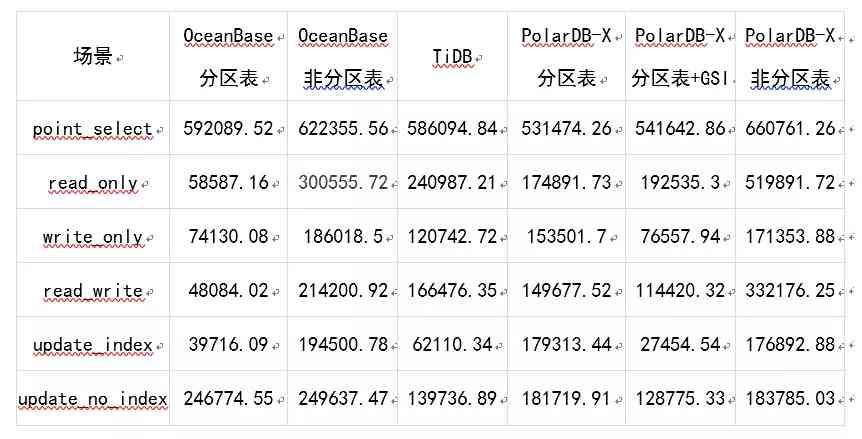 场景 OceanBase 分区表 OceanBase 非分区表 TiDB PolarDB-X 分区表 PolarDB-X 分区表+GSI PolarDB-X 非分区表
point_select 592089.52 622355.56 586094.84 531474.26 541642.86 660761.26
read_only 58587.16 300555.72 240987.21 174891.73 192535.3 519891.72
write_only 74130.08 186018.5 120742.72 153501.7 76557.94 171353.88
read_write 48084.02 214200.92 166476.35 149677.52 114420.32 332176.25
update_index 39716.09 194500.78 62110.34 179313.44 27454.54 176892.88
update_no_index 246774.55 249637.47 139736.89 181719.91 128775.33 183785.03